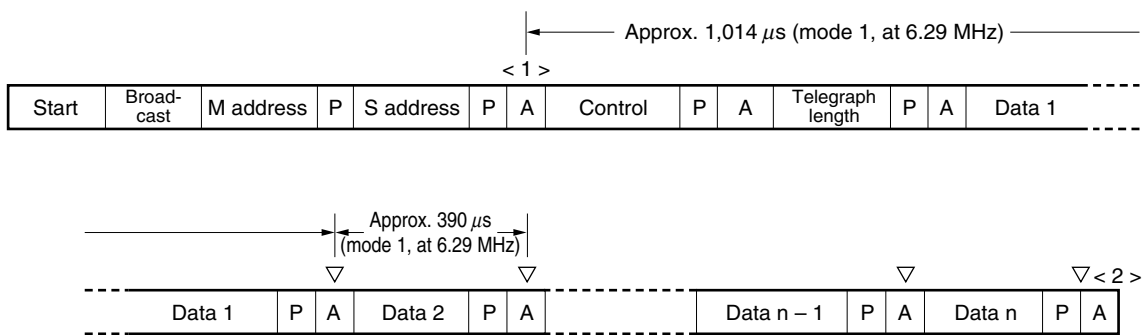 Approx. 1,014 μs (mode 1, at 6.29 MHz)
< 1 >
Start Broad-cast M address P S address P A Control P A Telegraph length P A Data 1
Approx. 390 μs
(mode 1, at 6.29 MHz)
< 2 >
Data 1 P A Data 2 P A Data n – 1 P A Data n P A